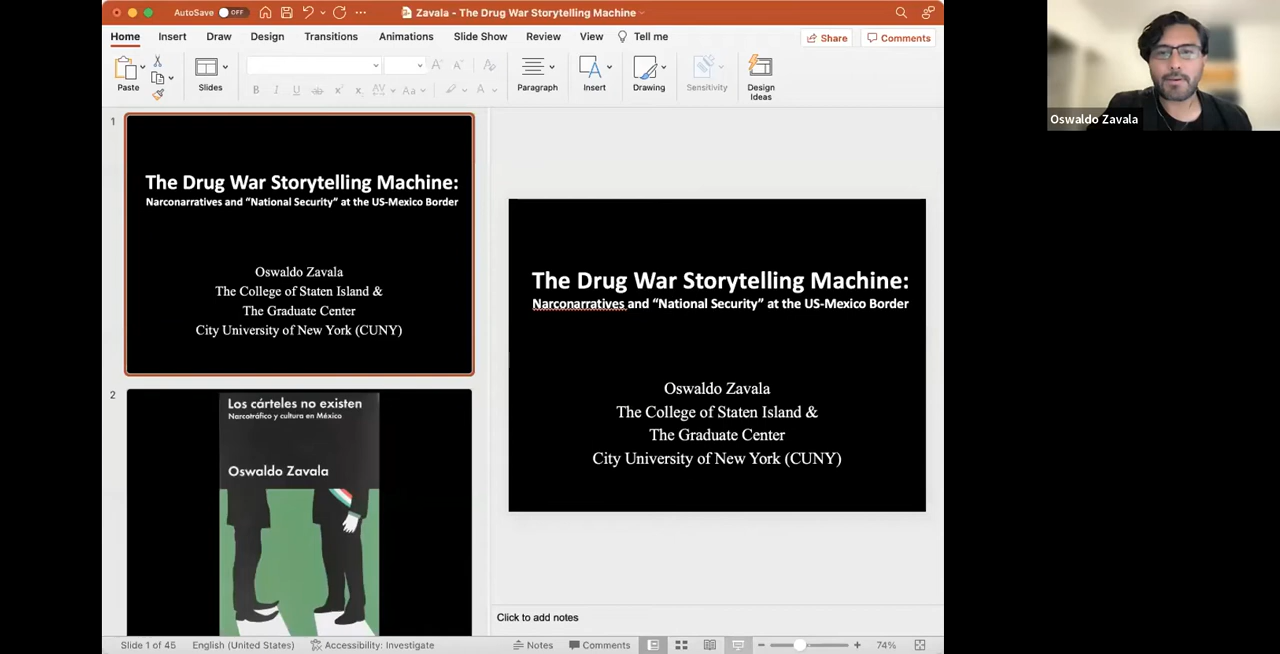 AutoSave OFF
Zavala - The Drug War Storytelling Machine
Home Insert Draw Design Transitions Animations Slide Show Review View Tell me Share Comments
Paste Slides Paragraph Insert Drawing Sensitivity Design Ideas
B I U ab x x AV Aa A
1
The Drug War Storytelling Machine:
Narconarratives and “National Security” at the US-Mexico Border
Oswaldo Zavala
The College of Staten Island &
The Graduate Center
City University of New York (CUNY)
2
Los cárteles no existen
Narcotráfico y cultura en México
Oswaldo Zavala
The Drug War Storytelling Machine:
Narconarratives and “National Security” at the US-Mexico Border
Oswaldo Zavala
The College of Staten Island &
The Graduate Center
City University of New York (CUNY)
Click to add notes
Slide 1 of 45 English (United States) Accessibility: Investigate Notes Comments 74%
Oswaldo Zavala